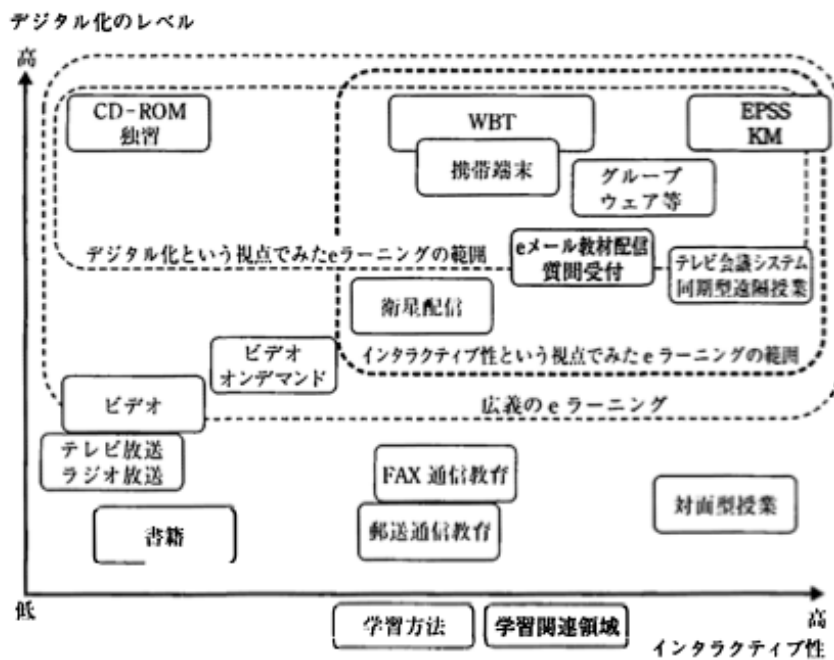 デジタル化のレベル
高
CD-ROM
独習
WBT
EPSS
KM
携帯端末
グループ
ウェア等
デジタル化という視点でみたeラーニングの範囲
eメール教材配信
質問受付
テレビ会議システム
同期型遠隔授業
衛星配信
ビデオ
オンデマンド
インタラクティブ性という視点でみたeラーニングの範囲
ビデオ
広義のeラーニング
テレビ放送
ラジオ放送
FAX 通信教育
書籍
郵送通信教育
対面型授業
低
学習方法
学習関連領域
高
インタラクティブ性